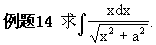 例题14 求∫ xdx / √(x² + a²).